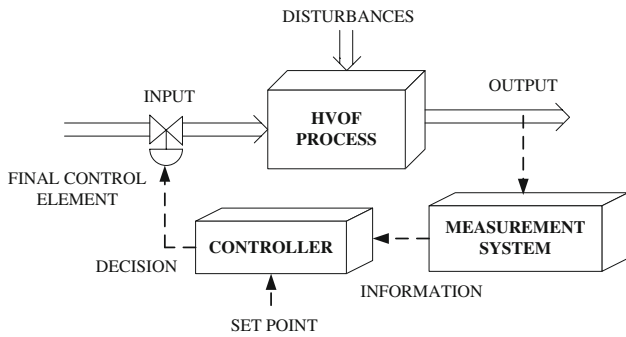 DISTURBANCES
INPUT
OUTPUT
HVOF
PROCESS
FINAL CONTROL
ELEMENT
MEASUREMENT
SYSTEM
CONTROLLER
DECISION
INFORMATION
SET POINT